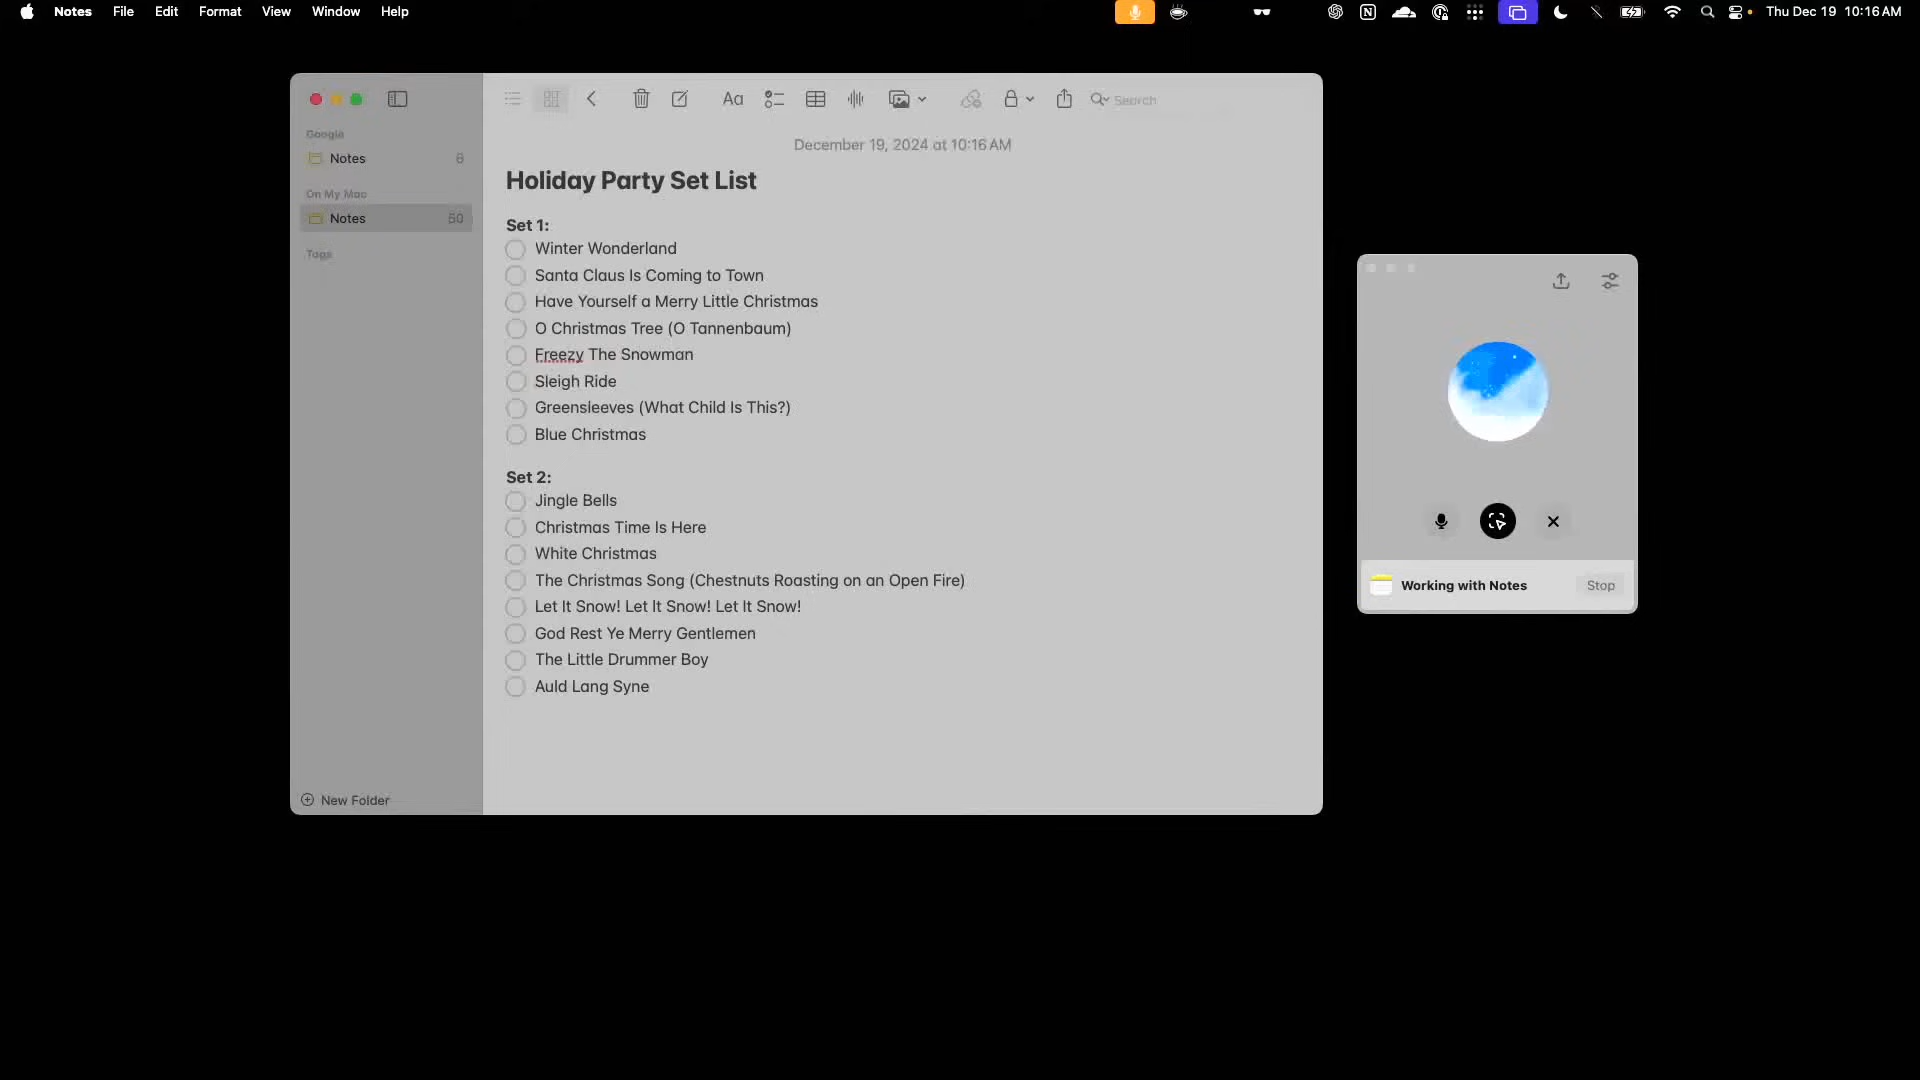 Notes File Edit Format View Window Help Thu Dec 19 10:16 AM
Search
Google
Notes 6
On My Mac
Notes 50
Tags
New Folder
December 19, 2024 at 10:16 AM
Holiday Party Set List
Set 1:
Winter Wonderland
Santa Claus Is Coming to Town
Have Yourself a Merry Little Christmas
O Christmas Tree (O Tannenbaum)
Freezy The Snowman
Sleigh Ride
Greensleeves (What Child Is This?)
Blue Christmas
Set 2:
Jingle Bells
Christmas Time Is Here
White Christmas
The Christmas Song (Chestnuts Roasting on an Open Fire)
Let It Snow! Let It Snow! Let It Snow!
God Rest Ye Merry Gentlemen
The Little Drummer Boy
Auld Lang Syne
Working with Notes Stop